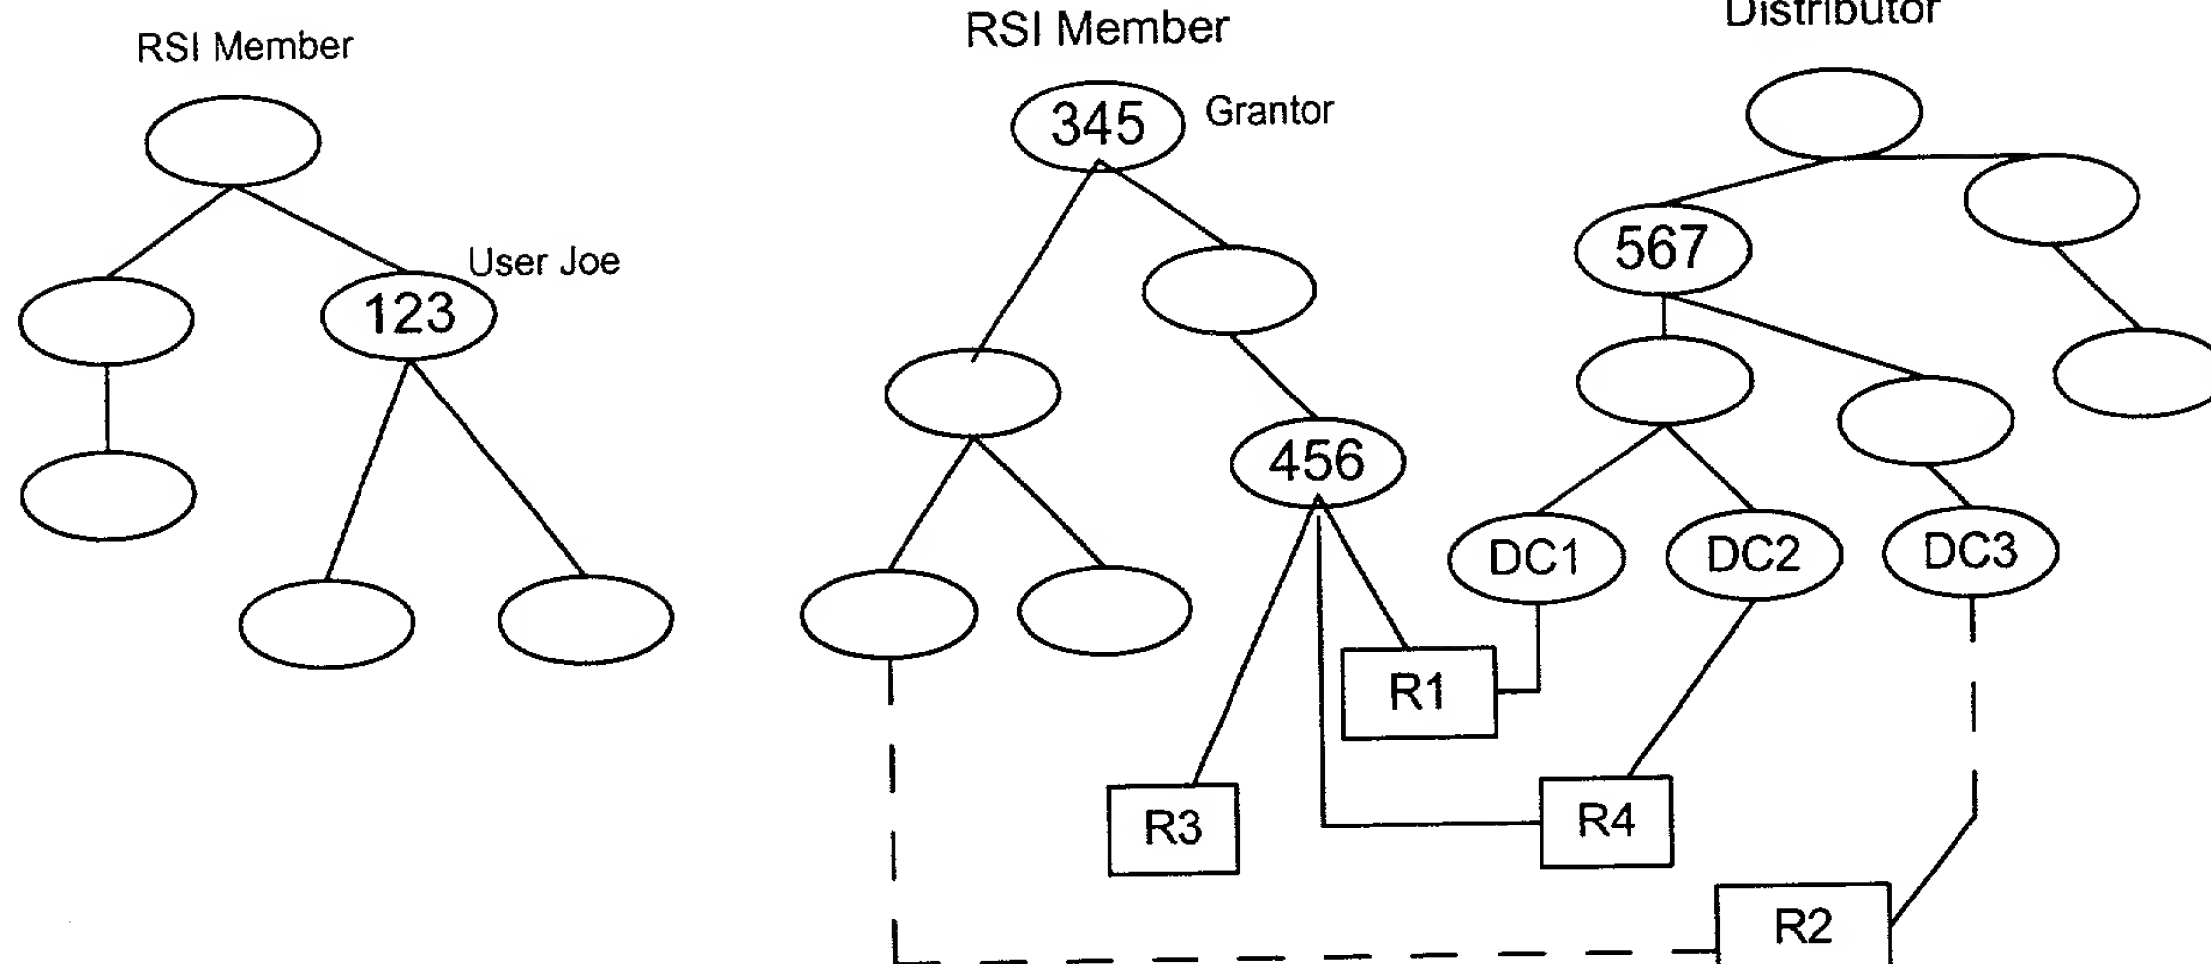 RSI Member
RSI Member
Distributor
345
Grantor
User Joe
123
567
456
DC1
DC2
DC3
R1
R3
R4
R2